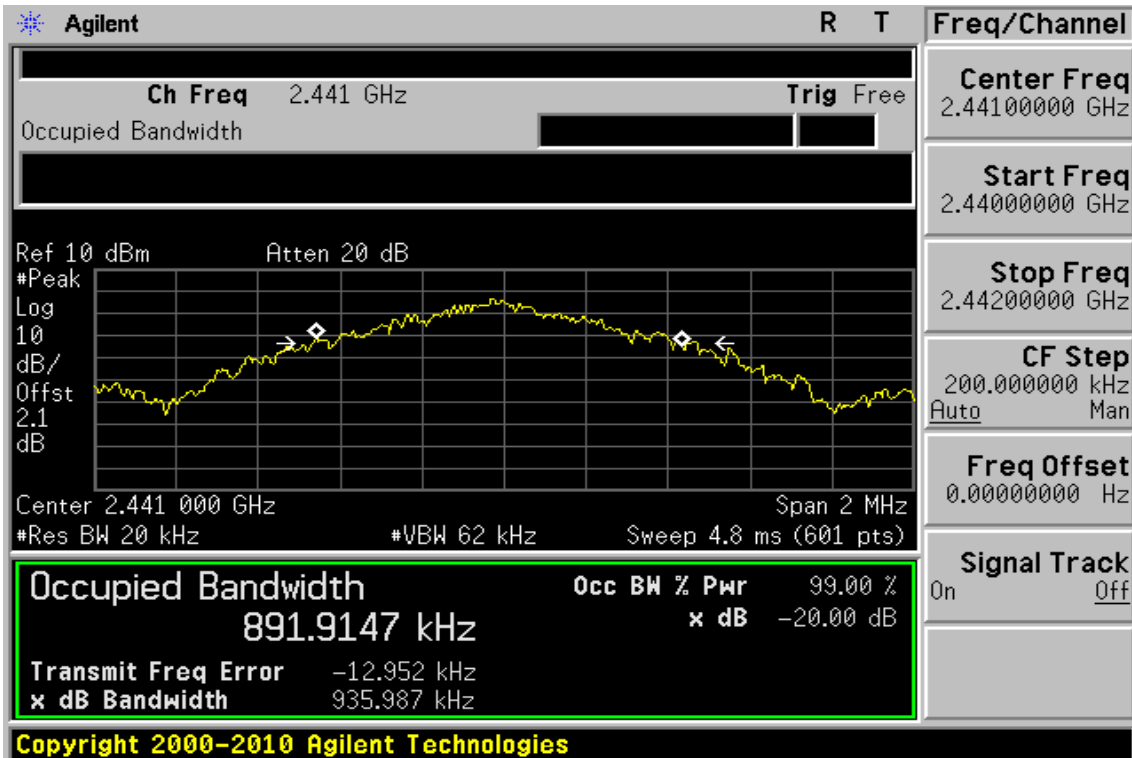 Agilent R T
Ch Freq 2.441 GHz Trig Free
Occupied Bandwidth
Ref 10 dBm Atten 20 dB
#Peak
Log
10
dB/
Offst
2.1
dB
Center 2.441 000 GHz Span 2 MHz
#Res BW 20 kHz #VBW 62 kHz Sweep 4.8 ms (601 pts)
Occupied Bandwidth
891.9147 kHz
Occ BW % Pwr 99.00 %
x dB -20.00 dB
Transmit Freq Error -12.952 kHz
x dB Bandwidth 935.987 kHz
Copyright 2000-2010 Agilent Technologies
Freq/Channel
Center Freq
2.44100000 GHz
Start Freq
2.44000000 GHz
Stop Freq
2.44200000 GHz
CF Step
200.000000 kHz
Auto Man
Freq Offset
0.00000000 Hz
Signal Track
On Off